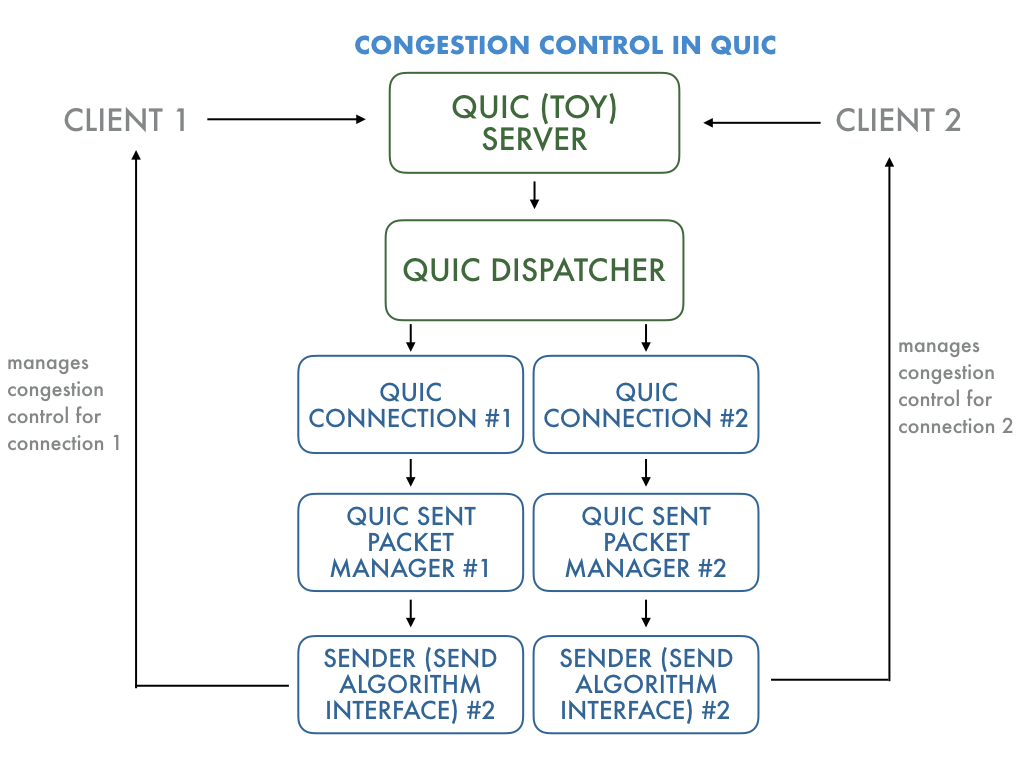 CONGESTION CONTROL IN QUIC
CLIENT 1
QUIC (TOY)
SERVER
CLIENT 2
QUIC DISPATCHER
manages
congestion
control for
connection 1
QUIC
CONNECTION #1
QUIC
CONNECTION #2
manages
congestion
control for
connection 2
QUIC SENT
PACKET
MANAGER #1
QUIC SENT
PACKET
MANAGER #2
SENDER (SEND
ALGORITHM
INTERFACE) #2
SENDER (SEND
ALGORITHM
INTERFACE) #2